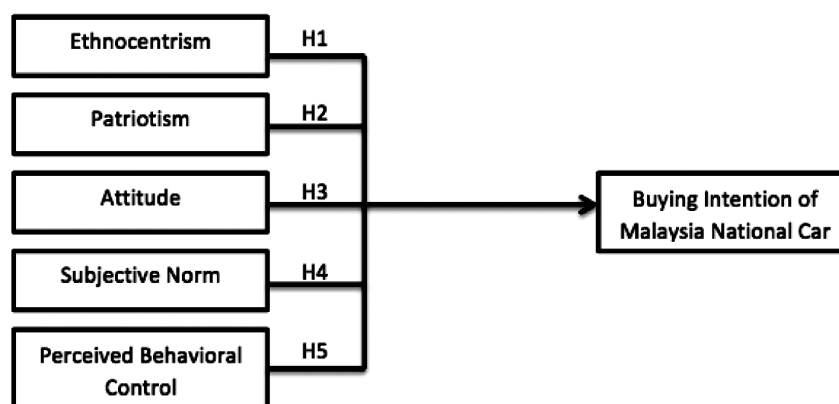 Ethnocentrism
H1
Patriotism
H2
Attitude
H3
Subjective Norm
H4
Perceived Behavioral
Control
H5
Buying Intention of
Malaysia National Car